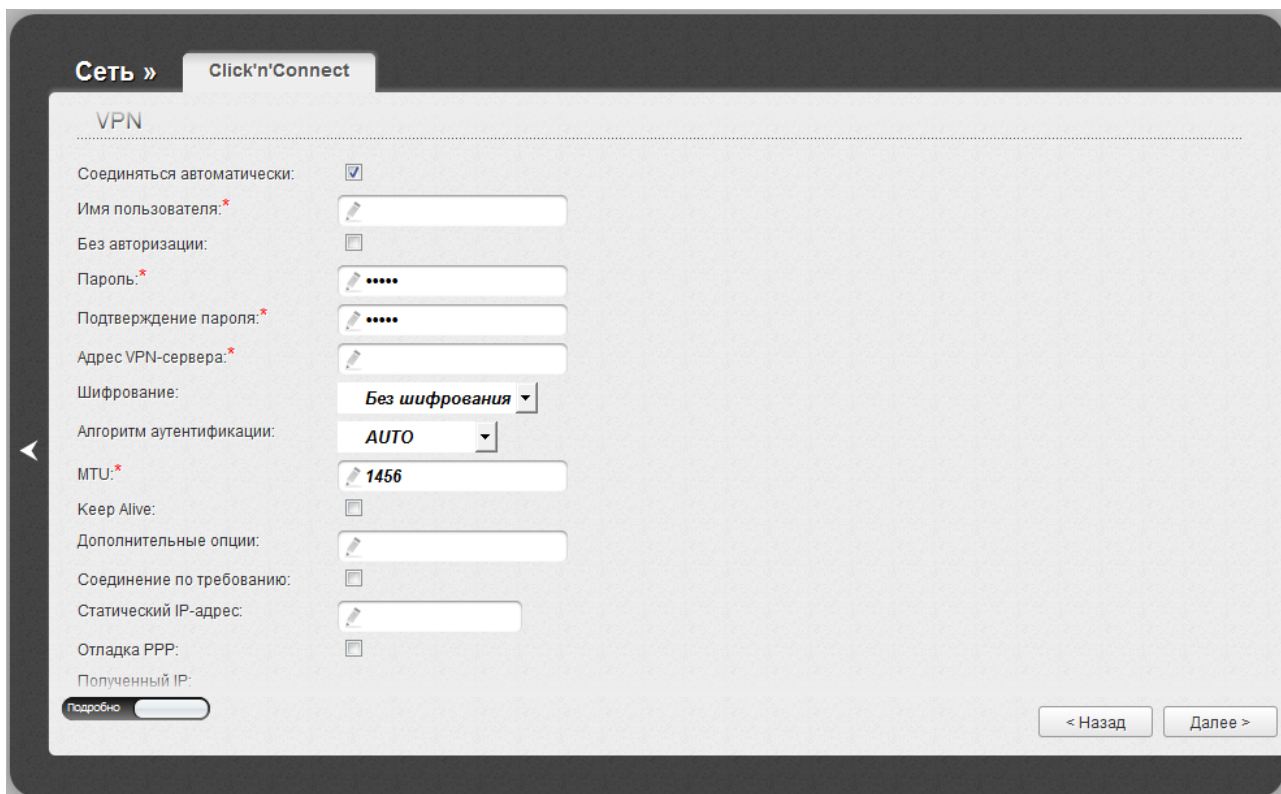 Сеть » Click'n'Connect
VPN
Соединяться автоматически:
Имя пользователя:*
Без авторизации:
Пароль:* •••••
Подтверждение пароля:* •••••
Адрес VPN-сервера:*
Шифрование: Без шифрования
Алгоритм аутентификации: AUTO
MTU:* 1456
Keep Alive:
Дополнительные опции:
Соединение по требованию:
Статический IP-адрес:
Отладка PPP:
Полученный IP:
Подробно
< Назад Далее >